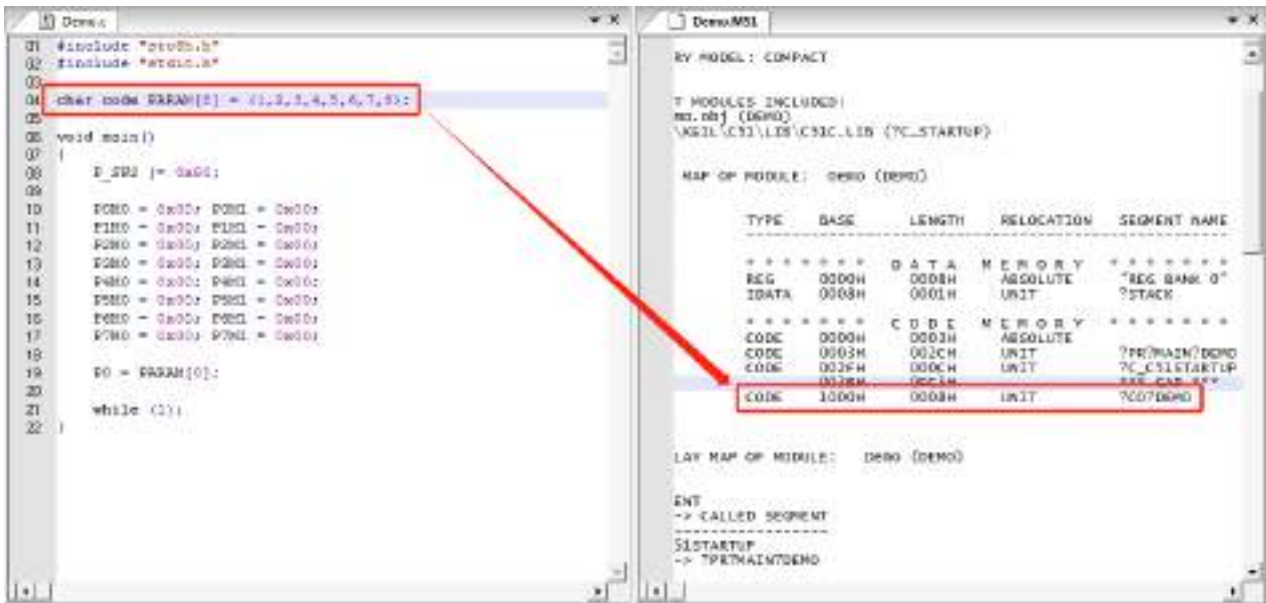 Demo.c
01 #include "stc8h.h"
02
03
04 char code PARAM[8] = {1,2,3,4,5,6,7,8};
05
06 void main()
07 {
08 P_SW2 |= 0x80;
09
10 P0M0 = 0x00; P0M1 = 0x00;
11 P1M0 = 0x00; P1M1 = 0x00;
12 P2M0 = 0x00; P2M1 = 0x00;
13 P3M0 = 0x00; P3M1 = 0x00;
14 P4M0 = 0x00; P4M1 = 0x00;
15 P5M0 = 0x00; P5M1 = 0x00;
16 P6M0 = 0x00; P6M1 = 0x00;
17 P7M0 = 0x00; P7M1 = 0x00;
18
19 P0 = PARAM[0];
20
21 while (1);
22 }
Demo.M51
RY MODEL: COMPACT
T MODULES INCLUDED:
mo.obj (DEMO)
\KEIL\C51\LIB\C51C.LIB (?C_STARTUP)
MAP OF MODULE: Demo (DEMO)
TYPE BASE LENGTH RELOCATION SEGMENT NAME
* * * * * * * D A T A M E M O R Y * * * * * * *
REG 0000H 0008H ABSOLUTE "REG BANK 0"
IDATA 0008H 0001H UNIT ?STACK
* * * * * * * C O D E M E M O R Y * * * * * * *
CODE 0000H 0003H ABSOLUTE
CODE 0003H 002CH UNIT ?PR?MAIN?DEMO
CODE 002FH 000CH UNIT ?C_C51STARTUP
003BH 0FC5H *** GAP ***
CODE 1000H 0008H UNIT ?CO?DEMO
LAY MAP OF MODULE: Demo (DEMO)
ENT
-> CALLED SEGMENT
------------------
51STARTUP
-> ?PR?MAIN?DEMO